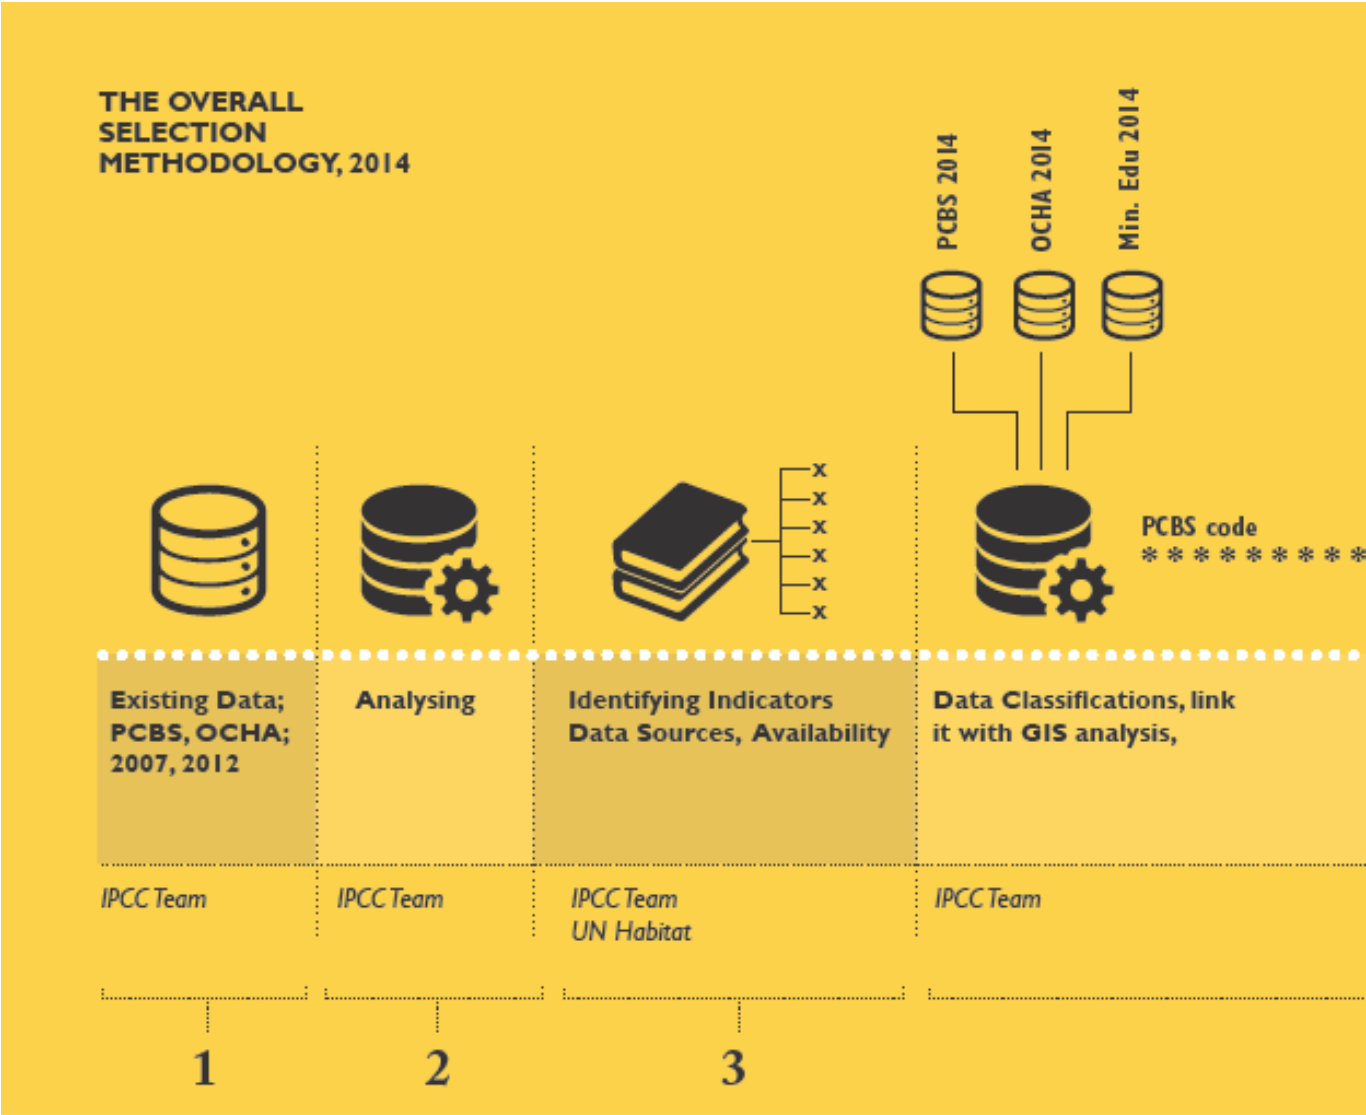 THE OVERALL
SELECTION
METHODOLOGY, 2014
PCBS 2014
OCHA 2014
Min. Edu 2014
x
x
x
x
x
x
PCBS code
* * * * * * * * *
Existing Data;
PCBS, OCHA;
2007, 2012
Analysing
Identifying Indicators
Data Sources, Availability
Data Classifications, link
it with GIS analysis,
IPCC Team
IPCC Team
IPCC Team
UN Habitat
IPCC Team
1
2
3